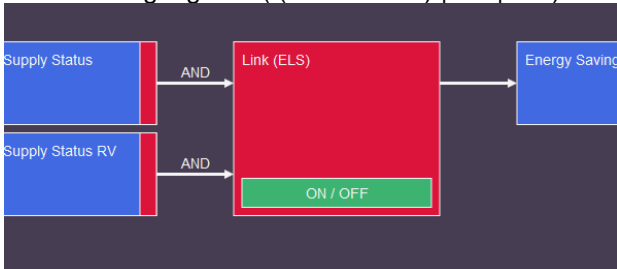 Supply Status
AND
Link (ELS)
Energy Saving
Supply Status RV
AND
ON / OFF